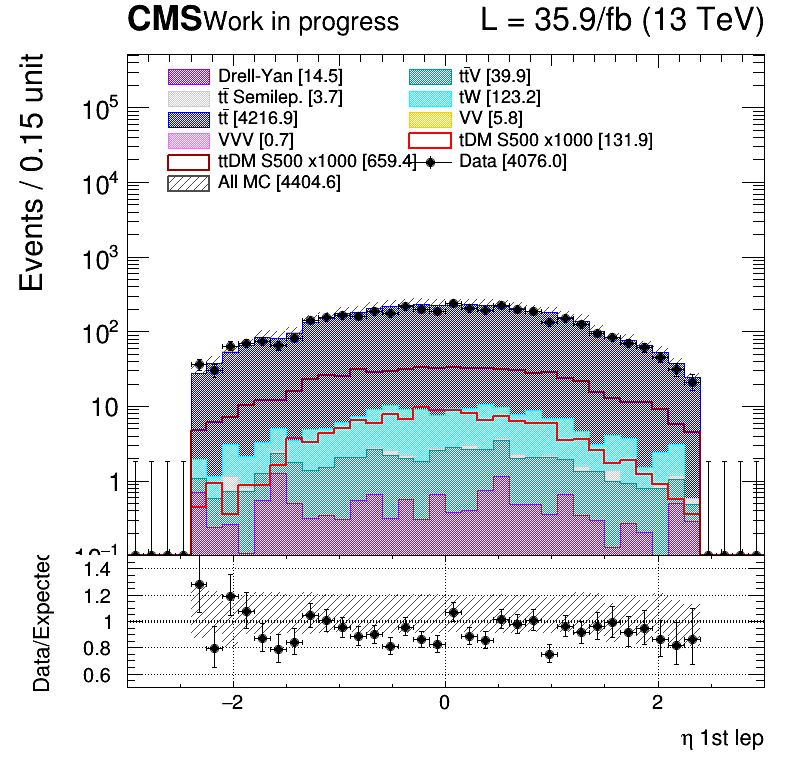 CMS Work in progress L = 35.9/fb (13 TeV)
Events / 0.15 unit
Drell-Yan [14.5] tt̄V [39.9]
tt̄ Semilep. [3.7] tW [123.2]
tt̄ [4216.9] VV [5.8]
VVV [0.7] tDM S500 x1000 [131.9]
ttDM S500 x1000 [659.4] Data [4076.0]
All MC [4404.6]
10⁵
10⁴
10³
10²
10
1
10⁻¹
Data/Expected
1.4
1.2
1
0.8
0.6
−2 0 2
η 1st lep